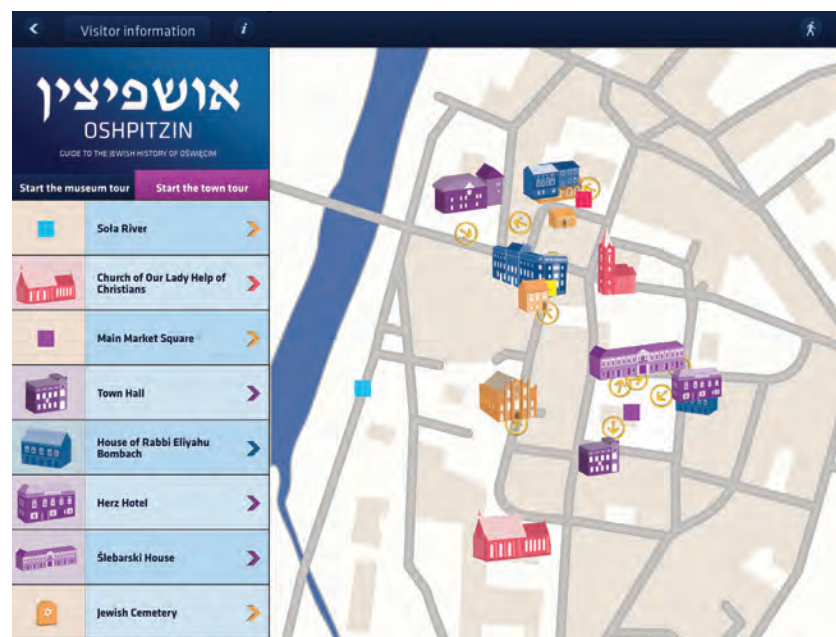 Visitor information
i
אושפיצין
OSHPITZIN
GUIDE TO THE JEWISH HISTORY OF OŚWIĘCIM
Start the museum tour
Start the town tour
Soła River
Church of Our Lady Help of
Christians
Main Market Square
Town Hall
House of Rabbi Eliyahu
Bombach
Herz Hotel
Ślebarski House
Jewish Cemetery